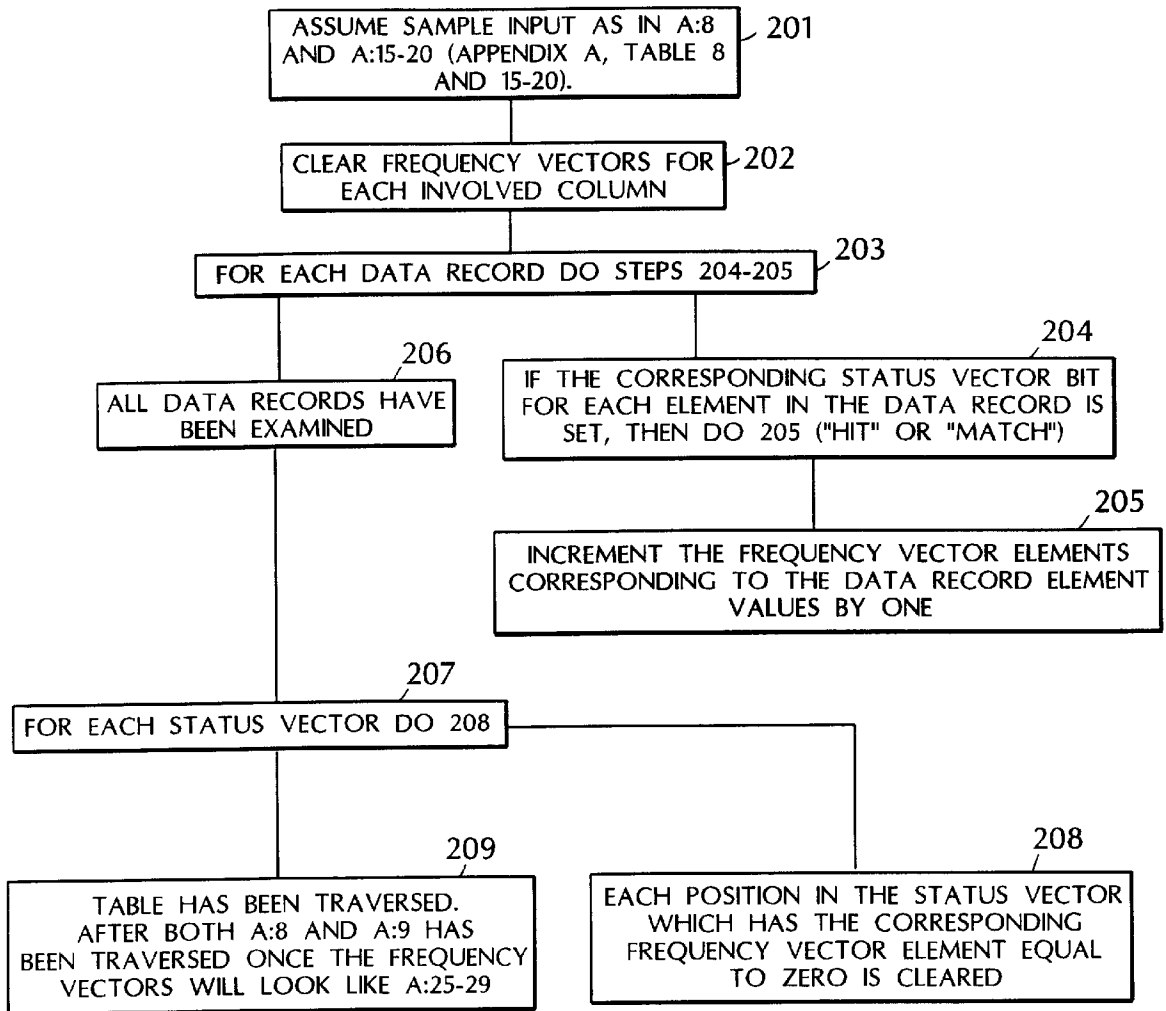 201
ASSUME SAMPLE INPUT AS IN A:8
AND A:15-20 (APPENDIX A, TABLE 8
AND 15-20).
202
CLEAR FREQUENCY VECTORS FOR
EACH INVOLVED COLUMN
203
FOR EACH DATA RECORD DO STEPS 204-205
204
IF THE CORRESPONDING STATUS VECTOR BIT
FOR EACH ELEMENT IN THE DATA RECORD IS
SET, THEN DO 205 ("HIT" OR "MATCH")
205
INCREMENT THE FREQUENCY VECTOR ELEMENTS
CORRESPONDING TO THE DATA RECORD ELEMENT
VALUES BY ONE
206
ALL DATA RECORDS HAVE
BEEN EXAMINED
207
FOR EACH STATUS VECTOR DO 208
208
EACH POSITION IN THE STATUS VECTOR
WHICH HAS THE CORRESPONDING
FREQUENCY VECTOR ELEMENT EQUAL
TO ZERO IS CLEARED
209
TABLE HAS BEEN TRAVERSED.
AFTER BOTH A:8 AND A:9 HAS
BEEN TRAVERSED ONCE THE FREQUENCY
VECTORS WILL LOOK LIKE A:25-29